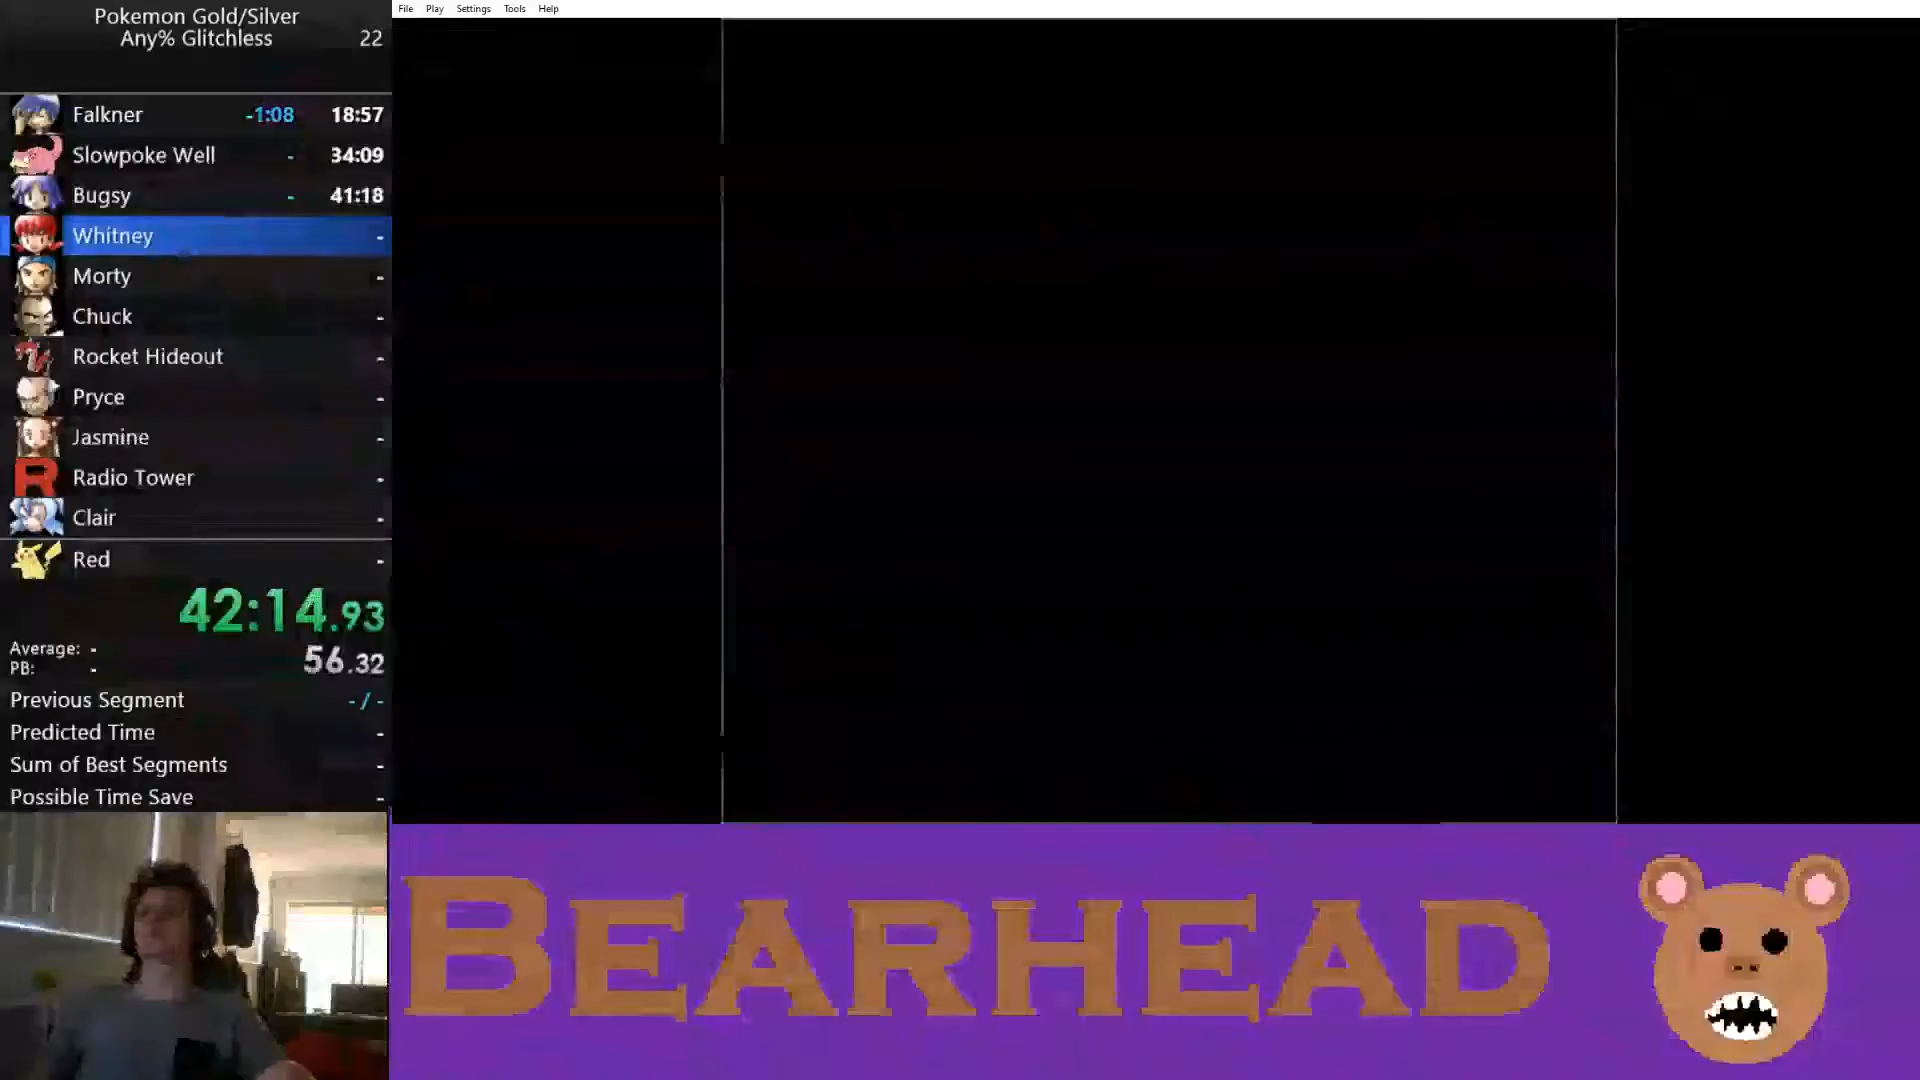 File Play Settings Tools Help
Pokemon Gold/Silver
Any% Glitchless 22
Falkner -1:08 18:57
Slowpoke Well - 34:09
Bugsy - 41:18
Whitney -
Morty -
Chuck -
Rocket Hideout -
Pryce -
Jasmine -
Radio Tower -
Clair -
Red -
42:14.93
Average: -
PB: -
56.32
Previous Segment - / -
Predicted Time -
Sum of Best Segments -
Possible Time Save -
BEARHEAD